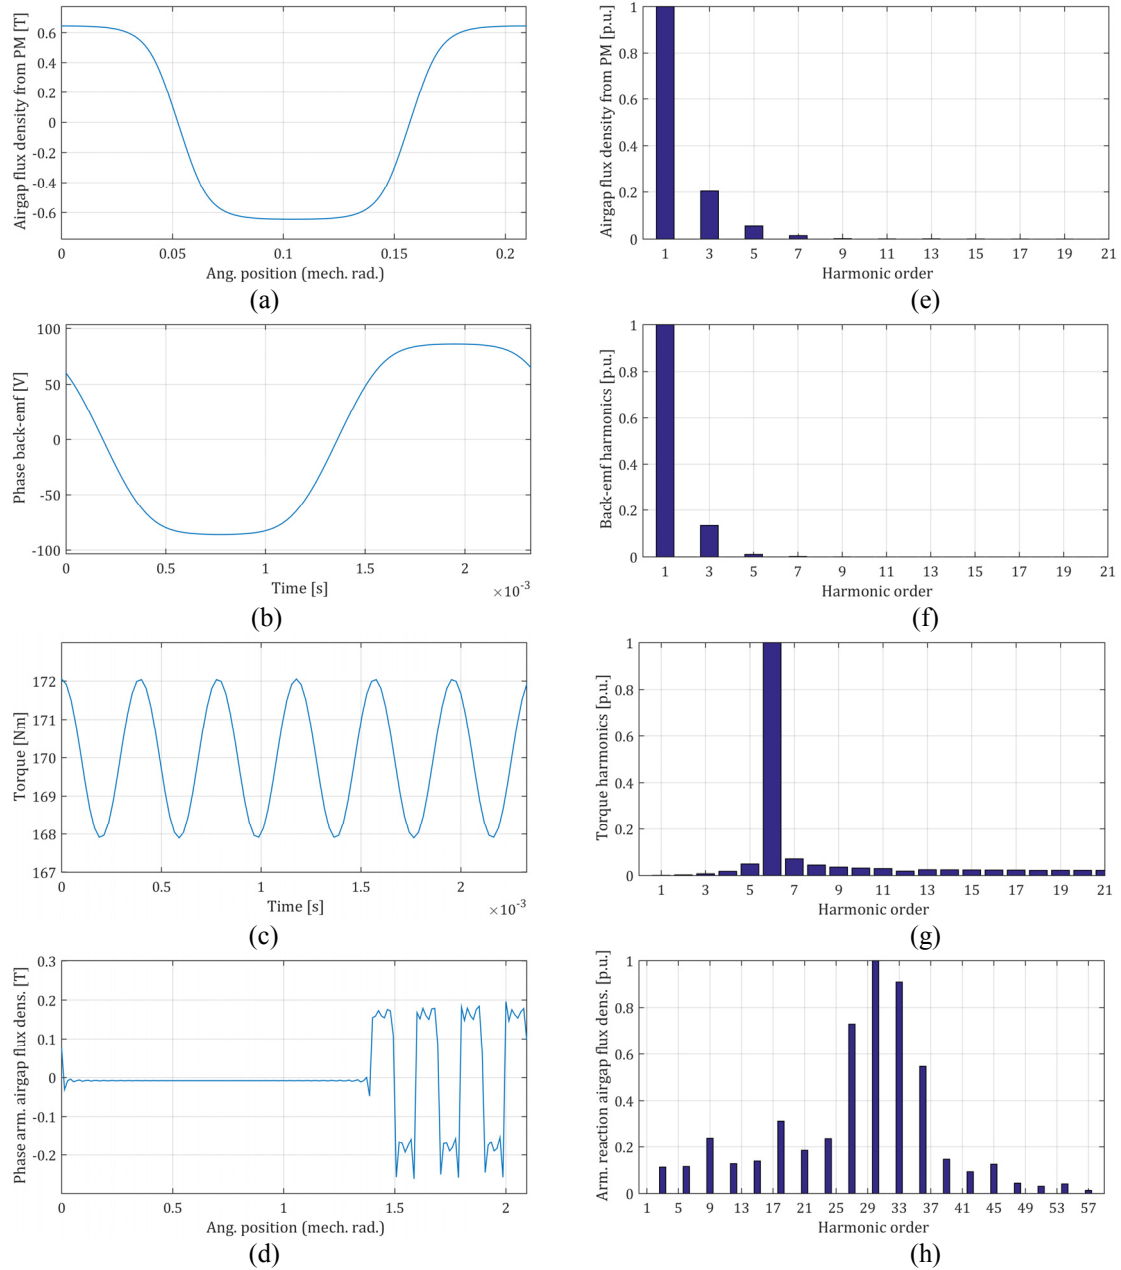 Airgap flux density from PM [T]
0.6
0.4
0.2
0
-0.2
-0.4
-0.6
0 0.05 0.1 0.15 0.2
Ang. position (mech. rad.)
(a)
Airgap flux density from PM [p.u.]
1
0.8
0.6
0.4
0.2
0
1 3 5 7 9 11 13 15 17 19 21
Harmonic order
(e)
Phase back-emf [V]
100
50
0
-50
-100
0 0.5 1 1.5 2
Time [s]
×10-3
(b)
Back-emf harmonics [p.u.]
1
0.8
0.6
0.4
0.2
0
1 3 5 7 9 11 13 15 17 19 21
Harmonic order
(f)
Torque [N·m]
172
171
170
169
168
167
0 0.5 1 1.5 2
Time [s]
×10-3
(c)
Torque harmonics [p.u.]
1
0.8
0.6
0.4
0.2
0
1 3 5 7 9 11 13 15 17 19 21
Harmonic order
(g)
Phase arm. airgap flux dens. [T]
0.3
0.2
0.1
0
-0.1
-0.2
0 0.5 1 1.5 2
Ang. position (mech. rad.)
(d)
Arm. reaction airgap flux dens. [p.u.]
1
0.8
0.6
0.4
0.2
0
1 5 9 13 17 21 25 29 33 37 41 45 49 53 57
Harmonic order
(h)